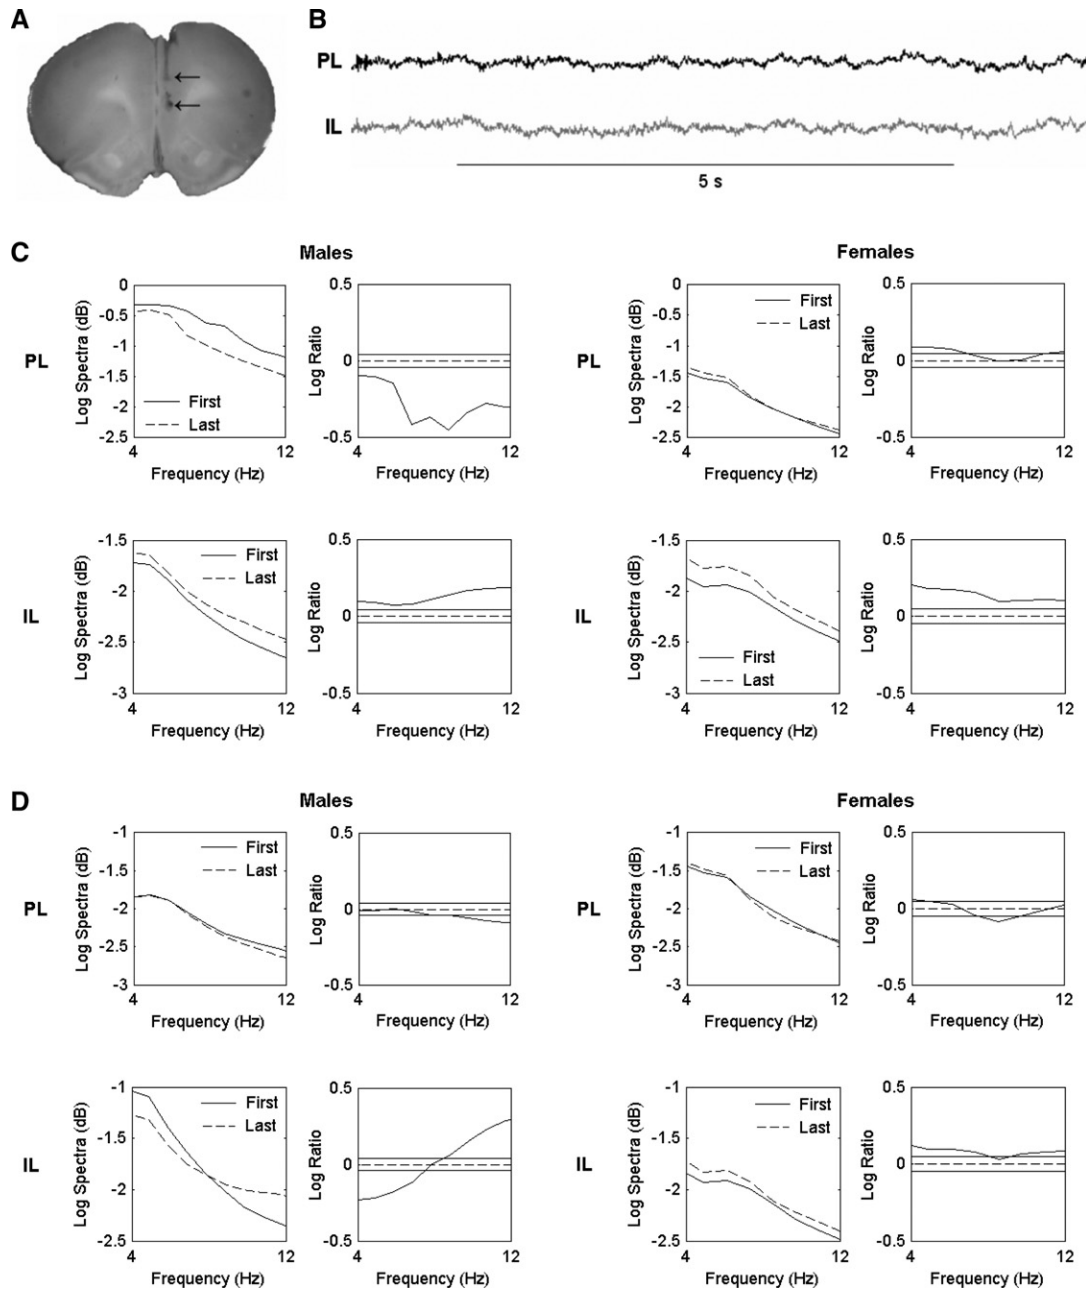 A
B
PL
IL
5 s
C
Males
Females
PL
Log Spectra (dB)
0
-0.5
-1
-1.5
-2
-2.5
First
Last
4
12
Frequency (Hz)
Log Ratio
0.5
0
-0.5
4
12
Frequency (Hz)
PL
Log Spectra (dB)
0
-0.5
-1
-1.5
-2
-2.5
First
Last
4
12
Frequency (Hz)
Log Ratio
0.5
0
-0.5
4
12
Frequency (Hz)
IL
Log Spectra (dB)
-1.5
-2
-2.5
-3
First
Last
4
12
Frequency (Hz)
Log Ratio
0.5
0
-0.5
4
12
Frequency (Hz)
IL
Log Spectra (dB)
-1.5
-2
-2.5
-3
First
Last
4
12
Frequency (Hz)
Log Ratio
0.5
0
-0.5
4
12
Frequency (Hz)
D
Males
Females
PL
Log Spectra (dB)
-1
-1.5
-2
-2.5
-3
First
Last
4
12
Frequency (Hz)
Log Ratio
0.5
0
-0.5
4
12
Frequency (Hz)
PL
Log Spectra (dB)
-1
-1.5
-2
-2.5
-3
First
Last
4
12
Frequency (Hz)
Log Ratio
0.5
0
-0.5
4
12
Frequency (Hz)
IL
Log Spectra (dB)
-1
-1.5
-2
-2.5
First
Last
4
12
Frequency (Hz)
Log Ratio
0.5
0
-0.5
4
12
Frequency (Hz)
IL
Log Spectra (dB)
-1
-1.5
-2
-2.5
First
Last
4
12
Frequency (Hz)
Log Ratio
0.5
0
-0.5
4
12
Frequency (Hz)